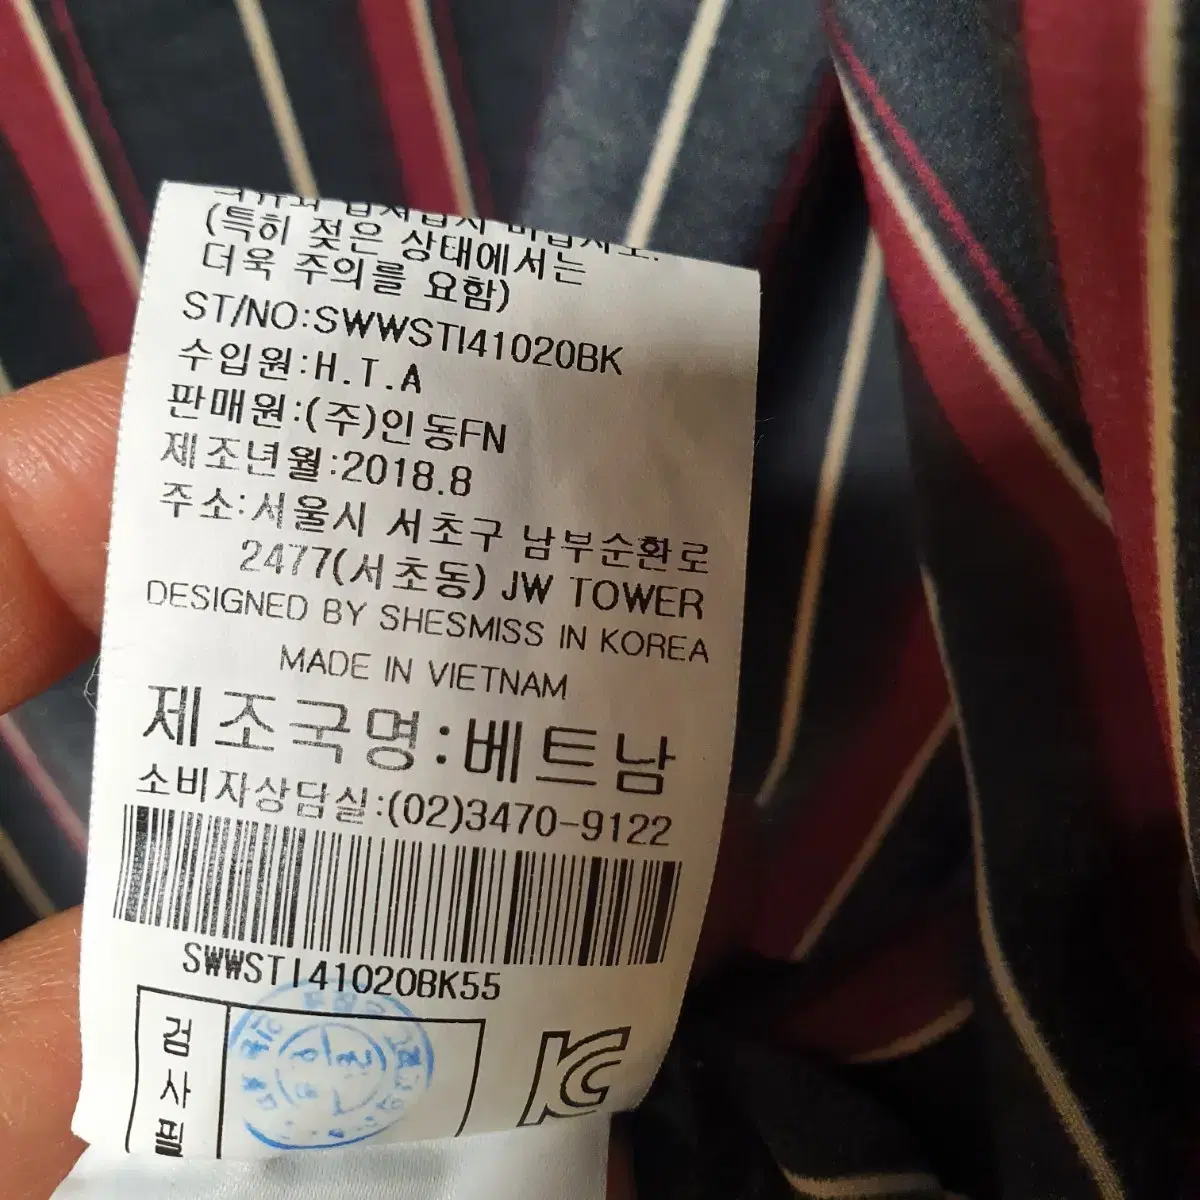 (특히 젖은 상태에서는
더욱 주의를 요함)
ST/NO:SWWSTI41020BK
수입원:H.T.A
판매원:(주)인동FN
제조년월:2018.8
주소:서울시 서초구 남부순환로
2477(서초동) JW TOWER
DESIGNED BY SHESMISS IN KOREA
MADE IN VIETNAM
제조국명:베트남
소비자상담실:(02)3470-9122
SWWSTI41020BK55
검사필
KC